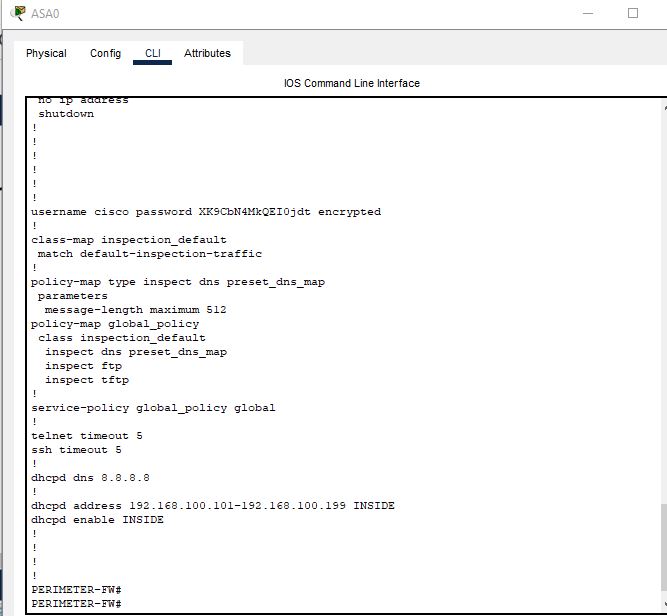 ASA0
Physical Config CLI Attributes
IOS Command Line Interface
no ip address
shutdown
!
!
!
!
!
!
username cisco password XK9CbN4MkQEI0jdt encrypted
!
class-map inspection_default
match default-inspection-traffic
!
policy-map type inspect dns preset_dns_map
parameters
message-length maximum 512
policy-map global_policy
class inspection_default
inspect dns preset_dns_map
inspect ftp
inspect tftp
!
service-policy global_policy global
!
telnet timeout 5
ssh timeout 5
!
dhcpd dns 8.8.8.8
!
dhcpd address 192.168.100.101-192.168.100.199 INSIDE
dhcpd enable INSIDE
!
!
!
!
PERIMETER-FW#
PERIMETER-FW#